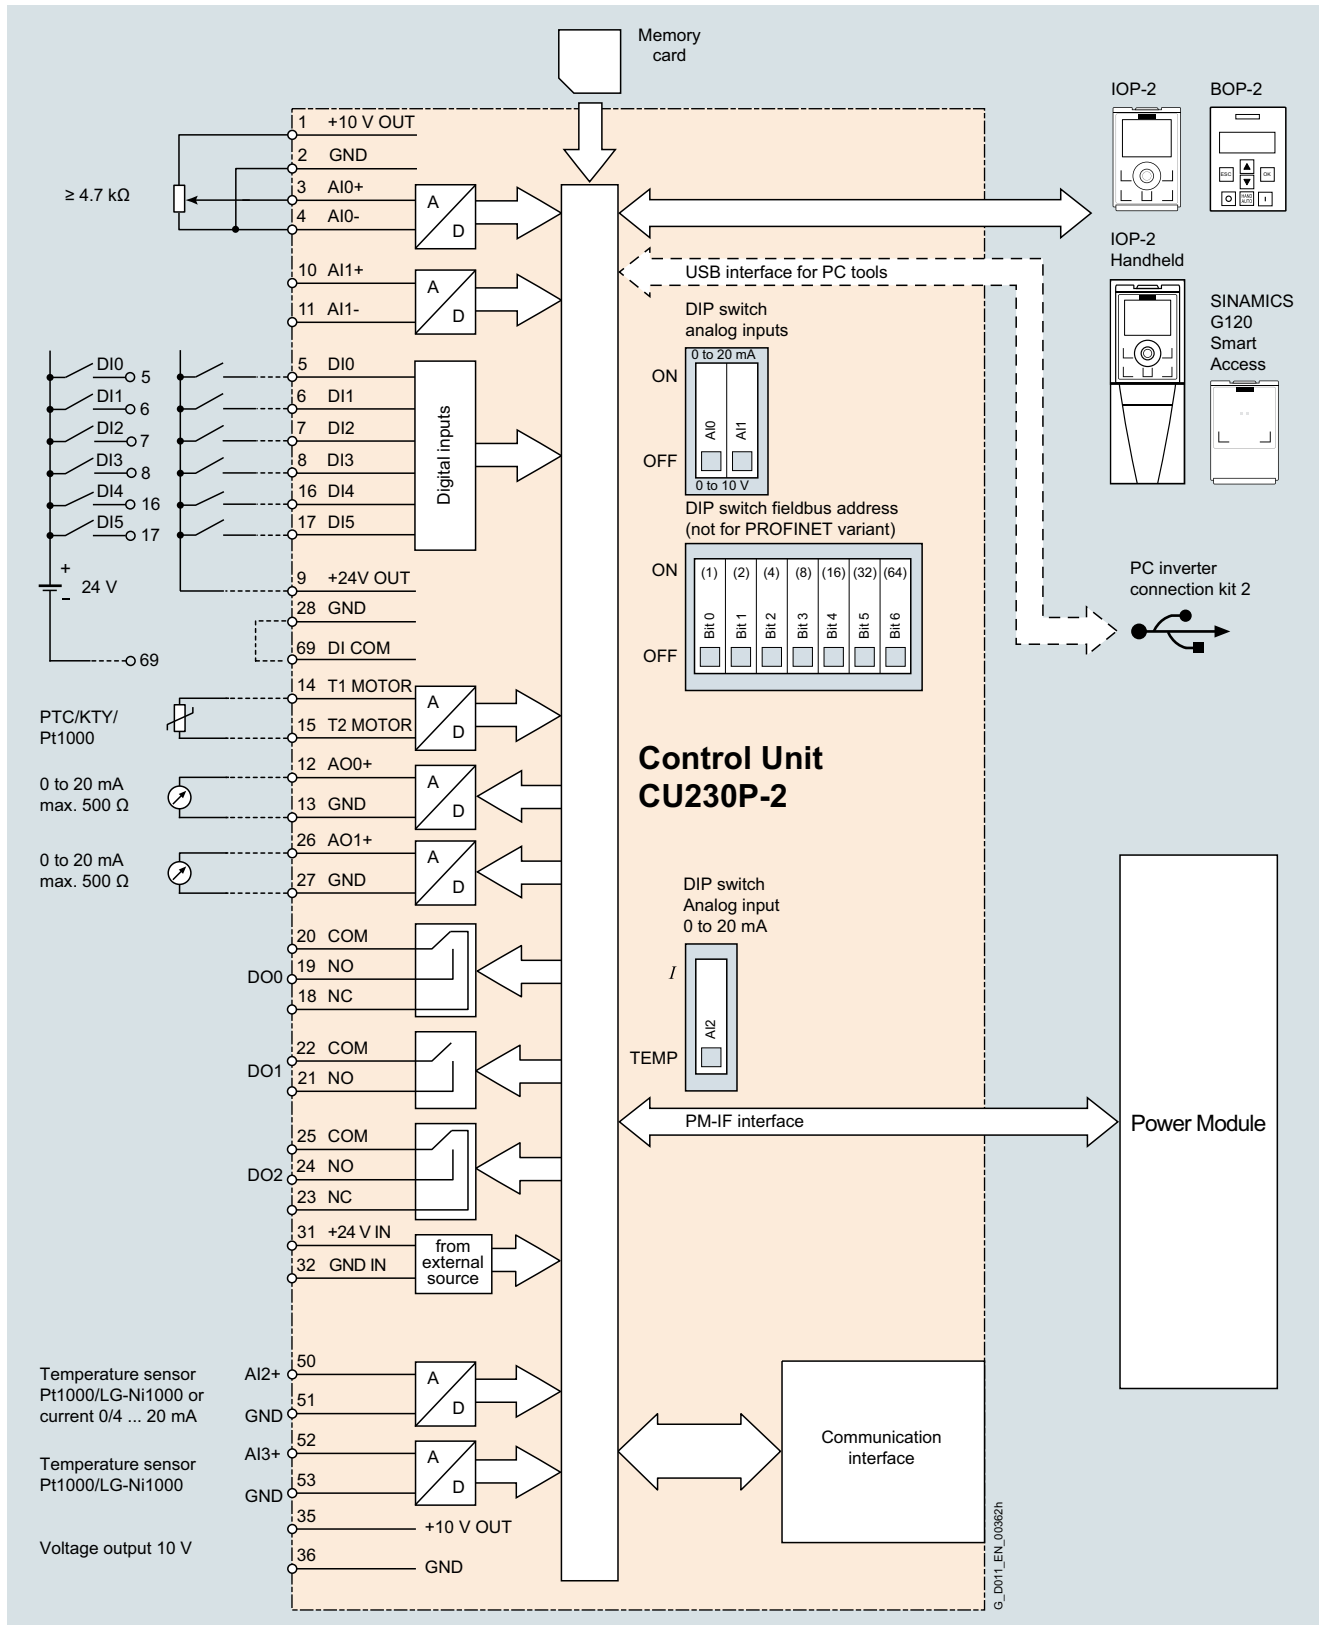 Memory
card
IOP-2
BOP-2
ESC
OK
HAND
AUTO
IOP-2
Handheld
SINAMICS
G120
Smart
Access
1 +10 V OUT
2 GND
3 AI0+
4 AI0-
≥ 4.7 kΩ
A
D
10 AI1+
11 AI1-
A
D
USB interface for PC tools
DIP switch
analog inputs
0 to 20 mA
ON
AI0
AI1
OFF
0 to 10 V
DI0
5
DI1
6
DI2
7
DI3
8
DI4
16
DI5
17
5 DI0
6 DI1
7 DI2
8 DI3
16 DI4
17 DI5
Digital inputs
DIP switch fieldbus address
(not for PROFINET variant)
ON
(1) (2) (4) (8) (16) (32) (64)
Bit 0 Bit 1 Bit 2 Bit 3 Bit 4 Bit 5 Bit 6
OFF
PC inverter
connection kit 2
+
24 V
–
69
9 +24V OUT
28 GND
69 DI COM
PTC/KTY/
Pt1000
14 T1 MOTOR
15 T2 MOTOR
A
D
0 to 20 mA
max. 500 Ω
12 AO0+
13 GND
A
D
Control Unit
CU230P-2
0 to 20 mA
max. 500 Ω
26 AO1+
27 GND
A
D
DIP switch
Analog input
0 to 20 mA
I
AI2
TEMP
DO0
20 COM
19 NO
18 NC
DO1
22 COM
21 NO
PM-IF interface
Power Module
DO2
25 COM
24 NO
23 NC
31 +24 V IN
32 GND IN
from
external
source
Temperature sensor
Pt1000/LG-Ni1000 or
current 0/4 ... 20 mA
AI2+
50
GND
51
A
D
Temperature sensor
Pt1000/LG-Ni1000
AI3+
52
GND
53
A
D
Communication
interface
Voltage output 10 V
35
+10 V OUT
36
GND
G_D011_EN_00362h